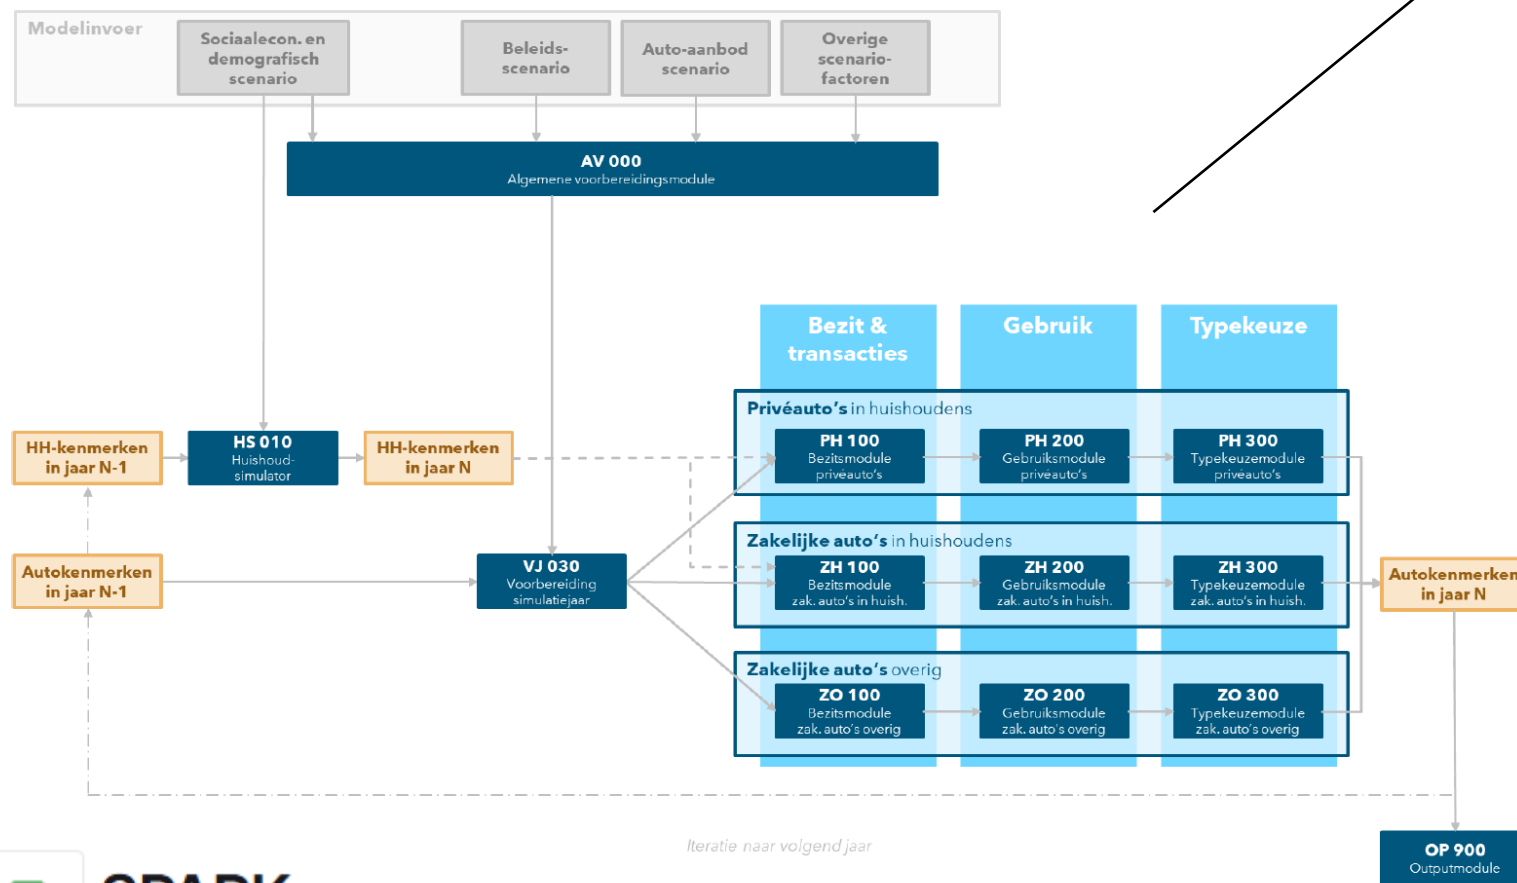 Modelinvoer
Sociaalecon. en
demografisch
scenario
Beleids-
scenario
Auto-aanbod
scenario
Overige
scenario-
factoren
AV 000
Algemene voorbereidingsmodule
Bezit &
transacties
Gebruik
Typekeuze
Privéauto's in huishoudens
HH-kenmerken
in jaar N-1
HS 010
Huishoud-
simulator
HH-kenmerken
in jaar N
PH 100
Bezitsmodule
privéauto's
PH 200
Gebruiksmodule
privéauto's
PH 300
Typekeuzemodule
privéauto's
Zakelijke auto's in huishoudens
Autokenmerken
in jaar N-1
VJ 030
Voorbereiding
simulatiejaar
ZH 100
Bezitsmodule
zak. auto's in huish.
ZH 200
Gebruiksmodule
zak. auto's in huish.
ZH 300
Typekeuzemodule
zak. auto's in huish.
Autokenmerken
in jaar N
Zakelijke auto's overig
ZO 100
Bezitsmodule
zak. auto's overig
ZO 200
Gebruiksmodule
zak. auto's overig
ZO 300
Typekeuzemodule
zak. auto's overig
Iteratie naar volgend jaar
OP 900
Outputmodule